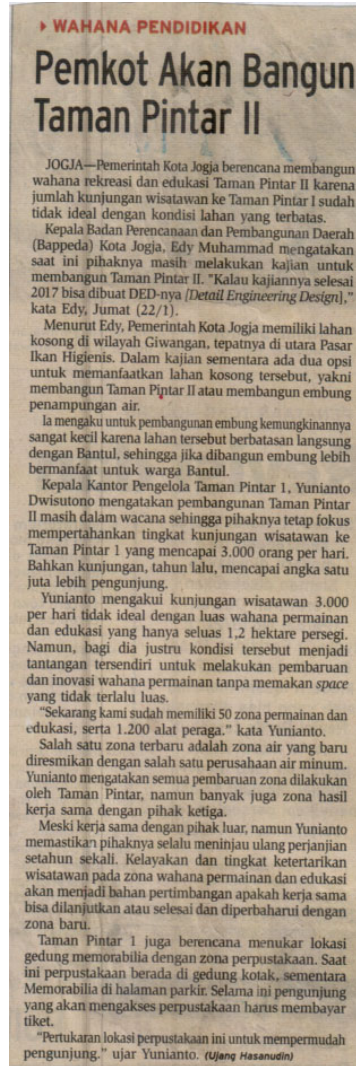 WAHANA PENDIDIKAN
Pemkot Akan Bangun
Taman Pintar II
JOGJA—Pemerintah Kota Jogja berencana membangun
wahana rekreasi dan edukasi Taman Pintar II karena
jumlah kunjungan wisatawan ke Taman Pintar I sudah
tidak ideal dengan kondisi lahan yang terbatas.
Kepala Badan Perencanaan dan Pembangunan Daerah
(Bappeda) Kota Jogja, Edy Muhammad mengatakan
saat ini pihaknya masih melakukan kajian untuk
membangun Taman Pintar II. "Kalau kajiannya selesai
2017 bisa dibuat DED-nya [Detail Engineering Design],"
kata Edy, Jumat (22/1).
Menurut Edy, Pemerintah Kota Jogja memiliki lahan
kosong di wilayah Giwangan, tepatnya di utara Pasar
Ikan Higienis. Dalam kajian sementara ada dua opsi
untuk memanfaatkan lahan kosong tersebut, yakni
membangun Taman Pintar II atau membangun embung
penampungan air.
Ia mengaku untuk pembangunan embung kemungkinannya
sangat kecil karena lahan tersebut berbatasan langsung
dengan Bantul, sehingga jika dibangun embung lebih
bermanfaat untuk warga Bantul.
Kepala Kantor Pengelola Taman Pintar 1, Yunianto
Dwisutono mengatakan pembangunan Taman Pintar
II masih dalam wacana sehingga pihaknya tetap fokus
mempertahankan tingkat kunjungan wisatawan ke
Taman Pintar 1 yang mencapai 3.000 orang per hari.
Bahkan kunjungan, tahun lalu, mencapai angka satu
juta lebih pengunjung.
Yunianto mengakui kunjungan wisatawan 3.000
per hari tidak ideal dengan luas wahana permainan
dan edukasi yang hanya seluas 1,2 hektare persegi.
Namun, bagi dia justru kondisi tersebut menjadi
tantangan tersendiri untuk melakukan pembaruan
dan inovasi wahana permainan tanpa memakan space
yang tidak terlalu luas.
"Sekarang kami sudah memiliki 50 zona permainan dan
edukasi, serta 1.200 alat peraga." kata Yunianto.
Salah satu zona terbaru adalah zona air yang baru
diresmikan dengan salah satu perusahaan air minum.
Yunianto mengatakan semua pembaruan zona dilakukan
oleh Taman Pintar, namun banyak juga zona hasil
kerja sama dengan pihak ketiga.
Meski kerja sama dengan pihak luar, namun Yunianto
memastikan pihaknya selalu meninjau ulang perjanjian
setahun sekali. Kelayakan dan tingkat ketertarikan
wisatawan pada zona wahana permainan dan edukasi
akan menjadi bahan pertimbangan apakah kerja sama
bisa dilanjutkan atau selesai dan diperbaharui dengan
zona baru.
Taman Pintar 1 juga berencana menukar lokasi
gedung memorabilia dengan zona perpustakaan. Saat
ini perpustakaan berada di gedung kotak, sementara
Memorabilia di halaman parkir. Selama ini pengunjung
yang akan mengakses perpustakaan harus membayar
tiket.
"Pertukaran lokasi perpustakaan ini untuk mempermudah
pengunjung." ujar Yunianto. (Ujang Hasanudin)